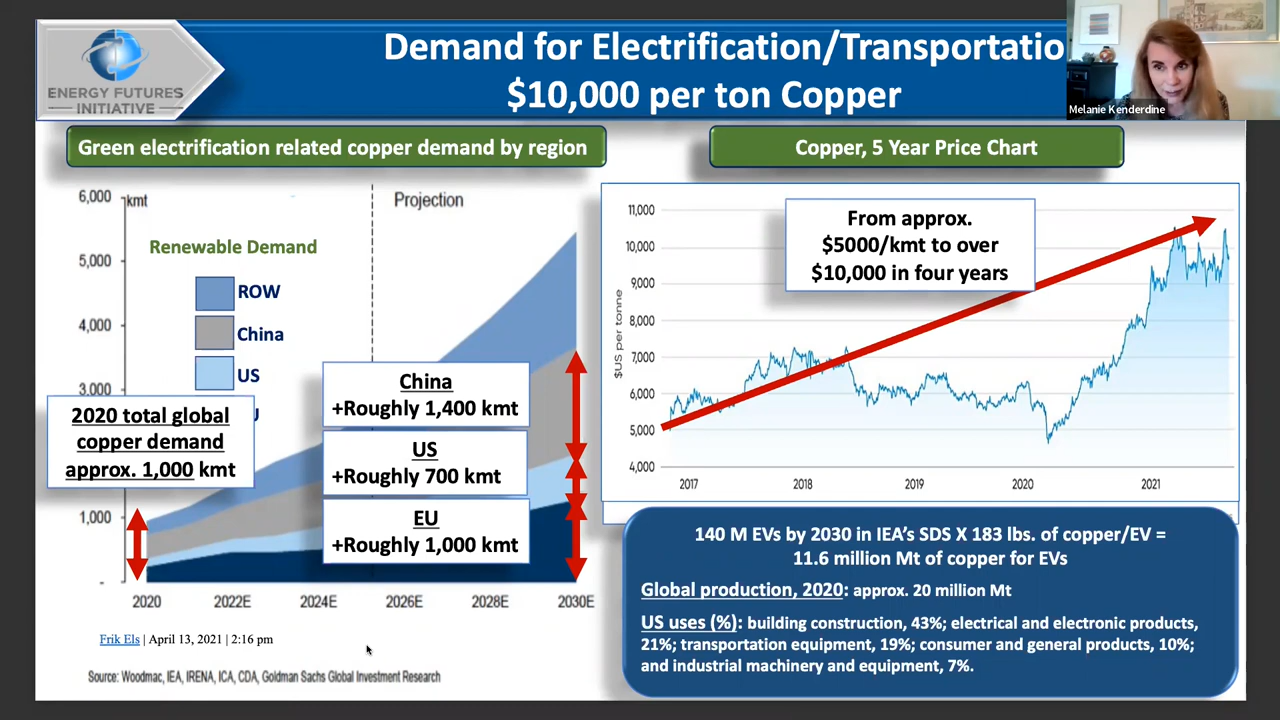 ENERGY FUTURES
INITIATIVE
Demand for Electrification/Transportatio
$10,000 per ton Copper
Melanie Kenderdine
Green electrification related copper demand by region
6,000
kmt
5,000
4,000
3,000
1,000
-
Projection
Renewable Demand
ROW
China
US
2020 total global
copper demand
approx. 1,000 kmt
China
+Roughly 1,400 kmt
US
+Roughly 700 kmt
EU
+Roughly 1,000 kmt
2020 2022E 2024E 2026E 2028E 2030E
Frik Els | April 13, 2021 | 2:16 pm
Source: Woodmac, IEA, IRENA, ICA, CDA, Goldman Sachs Global Investment Research
Copper, 5 Year Price Chart
$US per tonne
11,000
10,000
9,000
8,000
7,000
6,000
5,000
4,000
From approx.
$5000/kmt to over
$10,000 in four years
2017 2018 2019 2020 2021
140 M EVs by 2030 in IEA's SDS X 183 lbs. of copper/EV =
11.6 million Mt of copper for EVs
Global production, 2020: approx. 20 million Mt
US uses (%): building construction, 43%; electrical and electronic products,
21%; transportation equipment, 19%; consumer and general products, 10%;
and industrial machinery and equipment, 7%.